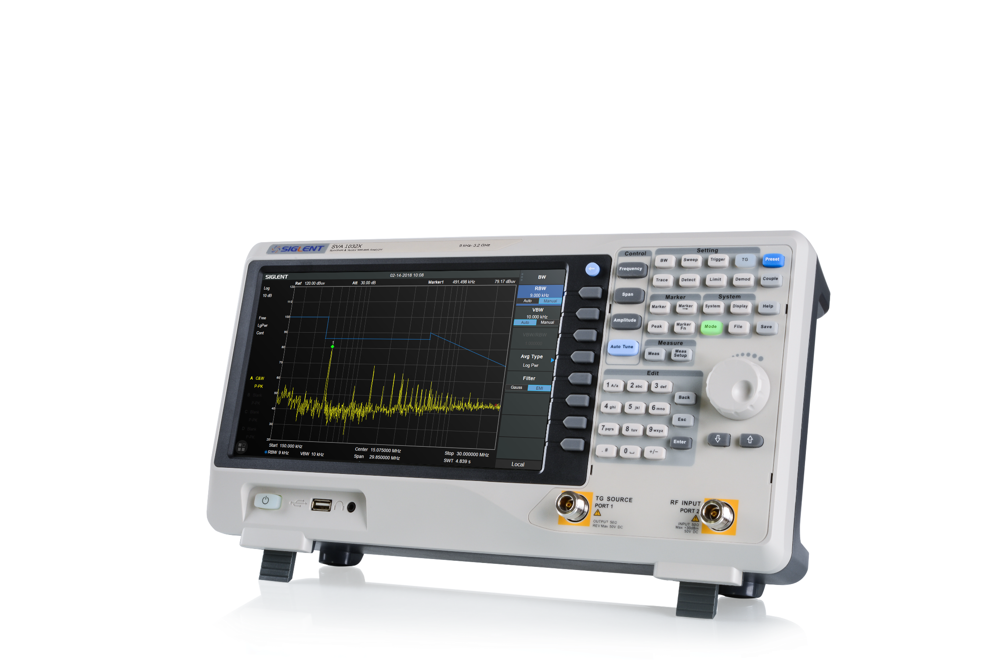 SIGLENT
SVA 1032X
Spectrum & Vector Network Analyzer
9 kHz- 3.2 GHz
SIGLENT
02-14-2018 10:08
Ref 120.00 dBuv
Att 30.00 dB
Marker1 491.498 kHz 79.17 dBuv
Log
10 dB
Free
LgPwr
Cont
A C&W
P-PK
B Blank
P-PK
C Blank
P-PK
D Blank
P-PK
120
110
100
90
80
70
60
50
40
30
20
1
Start 150.000 kHz
RBW 9 kHz
VBW 10 kHz
Center 15.075000 MHz
Span 29.850000 MHz
Stop 30.000000 MHz
SWT 4.839 s
BW
RBW
9.000 kHz
Auto Manual
VBW
10.000 kHz
Auto Manual
VBW/RBW
1.000000
Avg Type
Log Pwr
Filter
Gauss EMI
Local
Control
Frequency
Span
Amplitude
Auto Tune
Setting
BW Sweep Trigger TG Preset
Trace Detect Limit Demod Couple
Marker
Marker Marker→
Peak Marker Fn
System
System Display Help
Mode File Save
Measure
Meas Meas Setup
Edit
1 A/a 2 abc 3 def
Back
4 ghi 5 jkl 6 mno
Esc
7 pqrs 8 tuv 9 wxyz
Enter
. # 0 +/−
TG SOURCE
PORT 1
OUTPUT 50Ω
REV Max 50V DC
RF INPUT
PORT 2
INPUT 50Ω
Max +30dBm
50V DC